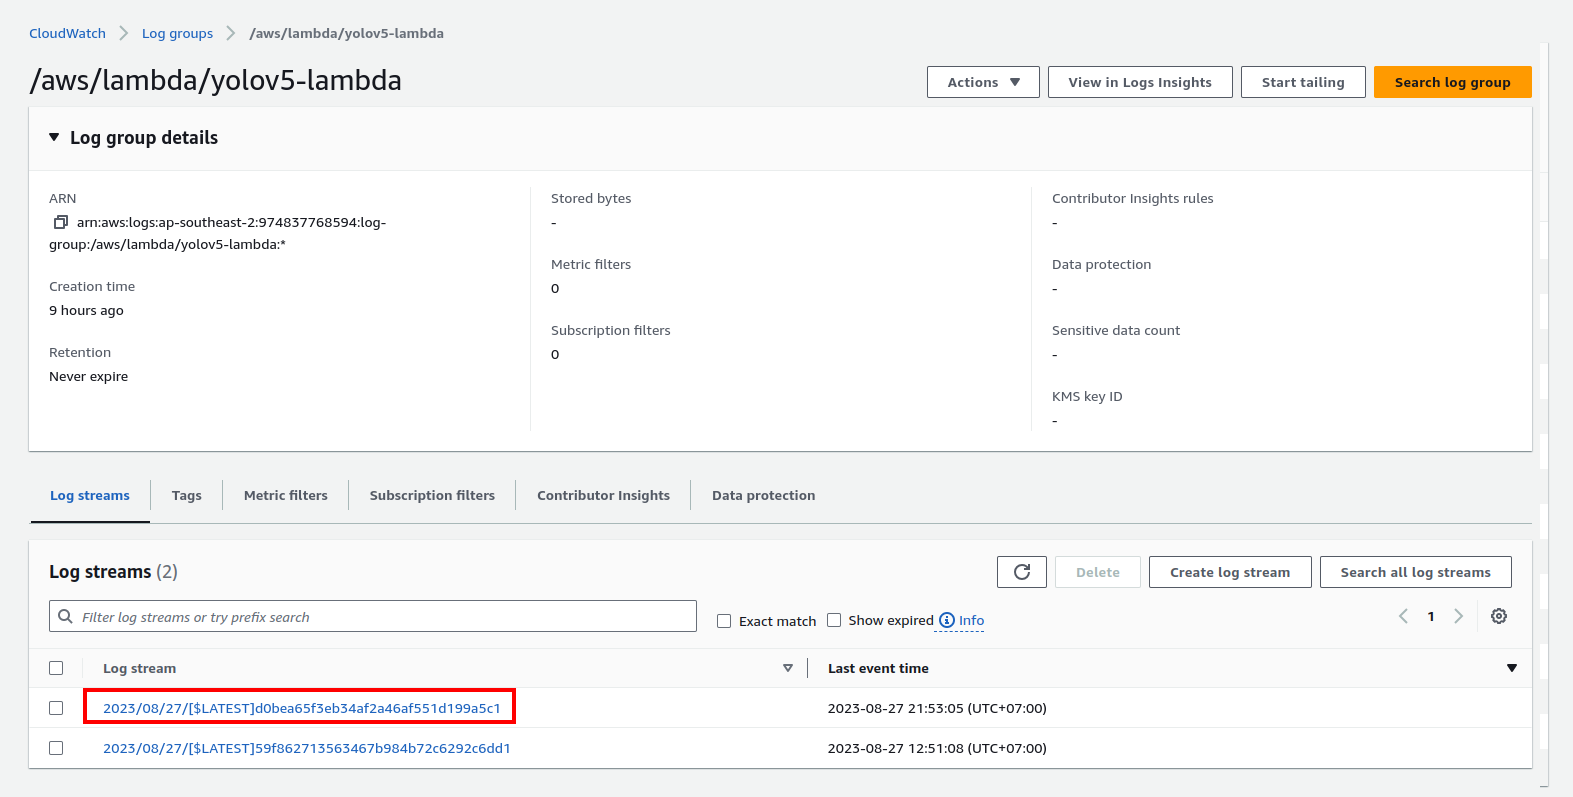 CloudWatch
Log groups
/aws/lambda/yolov5-lambda
/aws/lambda/yolov5-lambda
Actions
View in Logs Insights
Start tailing
Search log group
Log group details
ARN
arn:aws:logs:ap-southeast-2:974837768594:log-
group:/aws/lambda/yolov5-lambda:*
Creation time
9 hours ago
Retention
Never expire
Stored bytes
-
Metric filters
0
Subscription filters
0
Contributor Insights rules
-
Data protection
-
Sensitive data count
-
KMS key ID
-
Log streams
Tags
Metric filters
Subscription filters
Contributor Insights
Data protection
Log streams (2)
Delete
Create log stream
Search all log streams
Filter log streams or try prefix search
Exact match
Show expired
Info
1
Log stream
Last event time
2023/08/27/[$LATEST]d0bea65f3eb34af2a46af551d199a5c1
2023-08-27 21:53:05 (UTC+07:00)
2023/08/27/[$LATEST]59f862713563467b984b72c6292c6dd1
2023-08-27 12:51:08 (UTC+07:00)